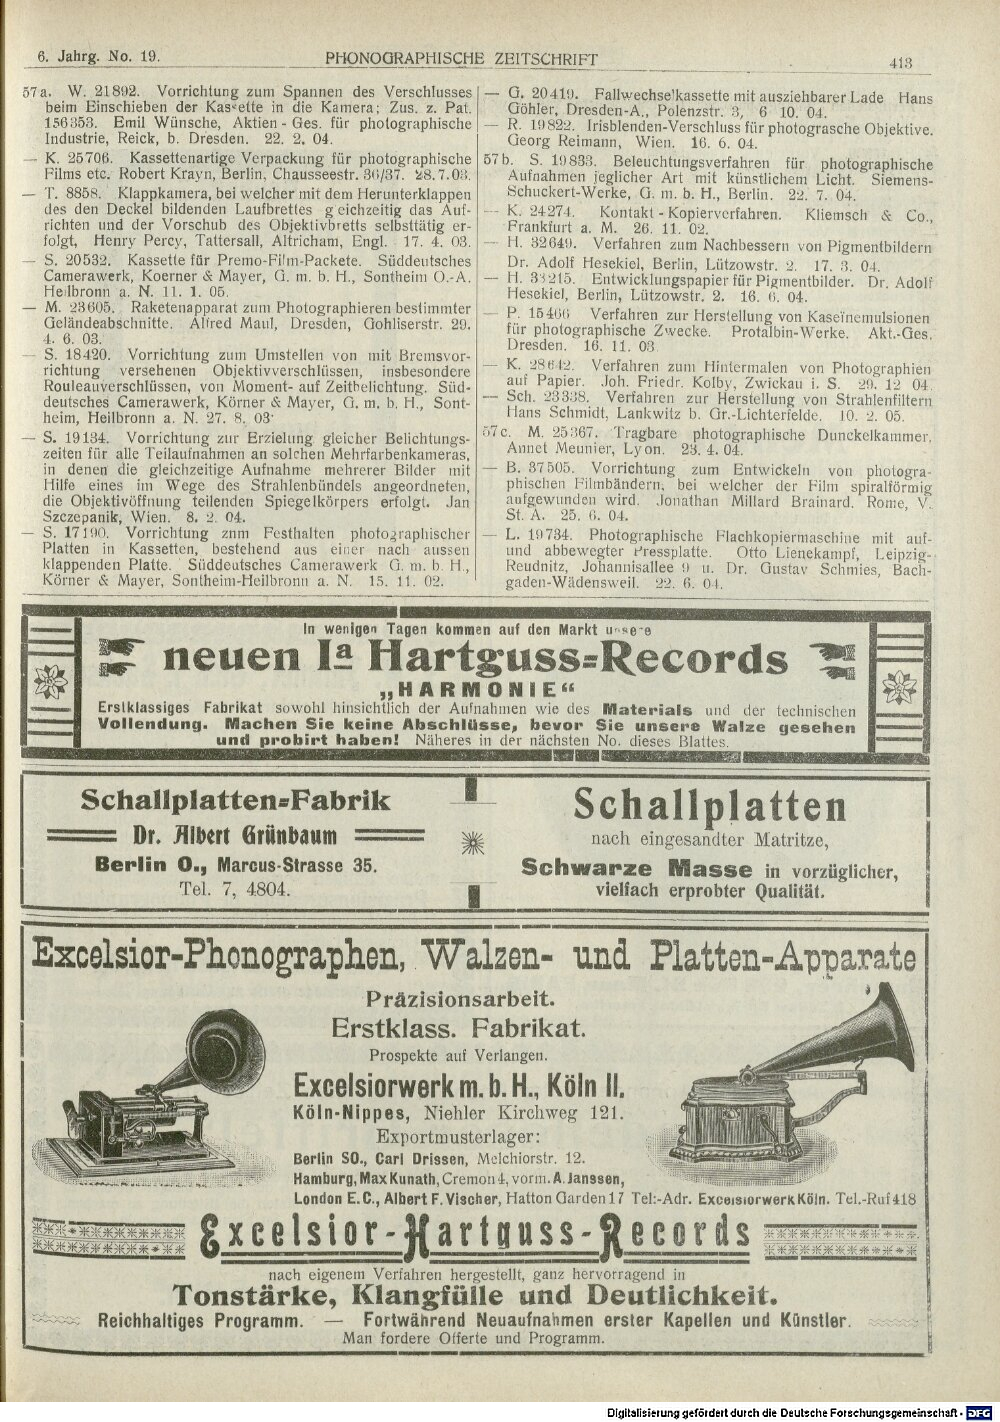 6. Jahrg. No. 19.
PHONOGRAPHISCHE ZEITSCHRIFT
413
57a. W. 21892. Vorrichtung zum Spannen des Verschlusses
beim Einschieben der Kassette in die Kamera; Zus. z. Pat.
156353. Emil Wünsche, Aktien-Ges. für photographische
Industrie, Reick, b. Dresden. 22. 2. 04.
— K. 25706. Kassettenartige Verpackung für photographische
Films etc. Robert Krayn, Berlin, Chausseestr. 36/37. 28.7.03.
— T. 8858. Klappkamera, bei welcher mit dem Herunterklappen
des den Deckel bildenden Laufbrettes gleichzeitig das Auf-
richten und der Vorschub des Objektivbretts selbsttätig er-
folgt, Henry Percy, Tattersall, Altricham, Engl. 17. 4. 03.
— S. 20532. Kassette für Premo-Film-Packete. Süddeutsches
Camerawerk, Koerner & Mayer, G. m. b. H., Sontheim O.-A.
Heilbronn a. N. 11. 1. 05.
— M. 23605. Raketenapparat zum Photographieren bestimmter
Geländeabschnitte. Alfred Maul, Dresden, Gohliserstr. 29.
4. 6. 03.
— S. 18420. Vorrichtung zum Umstellen von mit Bremsvor-
richtung versehenen Objektivverschlüssen, insbesondere
Rouleauverschlüssen, von Moment- auf Zeitbelichtung. Süd-
deutsches Camerawerk, Körner & Mayer, G. m. b. H., Sont-
heim, Heilbronn a. N. 27. 8. 03.
— S. 19134. Vorrichtung zur Erzielung gleicher Belichtungs-
zeiten für alle Teilaufnahmen an solchen Mehrfarbenkameras,
in denen die gleichzeitige Aufnahme mehrerer Bilder mit
Hilfe eines im Wege des Strahlenbündels angeordneten,
die Objektivöffnung teilenden Spiegelkörpers erfolgt. Jan
Szczepanik, Wien. 8. 2. 04.
— S. 17190. Vorrichtung znm Festhalten photographischer
Platten in Kassetten, bestehend aus einer nach aussen
klappenden Platte. Süddeutsches Camerawerk G. m. b. H.,
Körner & Mayer, Sontheim-Heilbronn a. N. 15. 11. 02.
— G. 20419. Fallwechselkassette mit ausziehbarer Lade Hans
Göhler, Dresden-A., Polenzstr. 3, 6 10. 04.
— R. 19822. Irisblenden-Verschluss für photograsche Objektive.
Georg Reimann, Wien. 16. 6. 04.
57b. S. 19833. Beleuchtungsverfahren für photographische
Aufnahmen jeglicher Art mit künstlichem Licht. Siemens-
Schuckert-Werke, G. m. b. H., Berlin. 22. 7. 04.
— K. 24274. Kontakt-Kopierverfahren. Kliemsch & Co.,
Frankfurt a. M. 26. 11. 02.
— H. 32649. Verfahren zum Nachbessern von Pigmentbildern
Dr. Adolf Hesekiel, Berlin, Lützowstr. 2. 17. 3. 04.
— H. 33215. Entwicklungspapier für Pigmentbilder. Dr. Adolf
Hesekiel, Berlin, Lützowstr. 2. 16. 6. 04.
— P. 15466 Verfahren zur Herstellung von Kaseïnemulsionen
für photographische Zwecke. Protalbin-Werke. Akt.-Ges.
Dresden. 16. 11. 03.
— K. 28642. Verfahren zum Hintermalen von Photographien
auf Papier. Joh. Friedr. Kolby, Zwickau i. S. 29. 12 04.
— Sch. 23338. Verfahren zur Herstellung von Strahlenfiltern
Hans Schmidt, Lankwitz b. Gr.-Lichterfelde. 10. 2. 05.
57c. M. 25367. Tragbare photographische Dunckelkammer.
Annet Meunier, Lyon. 23. 4. 04.
— B. 37505. Vorrichtung zum Entwickeln von photogra-
phischen Filmbändern, bei welcher der Film spiralförmig
aufgewunden wird. Jonathan Millard Brainard. Rome, V.
St. A. 25. 6. 04.
— L. 19734. Photographische Flachkopiermaschine mit auf-
und abbewegter Pressplatte. Otto Lienekampf, Leipzig-
Reudnitz, Johannisallee 9 u. Dr. Gustav Schmies, Bach-
gaden-Wädensweil. 22. 6. 04.
In wenigen Tagen kommen auf den Markt unsere
neuen Ia Hartguss-Records
„HARMONIE“
Erstklassiges Fabrikat sowohl hinsichtlich der Aufnahmen wie des Materials und der technischen
Vollendung. Machen Sie keine Abschlüsse, bevor Sie unsere Walze gesehen
und probirt haben! Näheres in der nächsten No. dieses Blattes.
Schallplatten-Fabrik
Dr. Albert Grünbaum
Berlin O., Marcus-Strasse 35.
Tel. 7, 4804.
Schallplatten
nach eingesandter Matritze,
Schwarze Masse in vorzüglicher,
vielfach erprobter Qualität.
Excelsior-Phonographen, Walzen- und Platten-Apparate
Präzisionsarbeit.
Erstklass. Fabrikat.
Prospekte auf Verlangen.
Excelsiorwerk m. b. H., Köln II.
Köln-Nippes, Niehler Kirchweg 121.
Exportmusterlager:
Berlin SO., Carl Drissen, Melchiorstr. 12.
Hamburg, Max Kunath, Cremon 4, vorm. A. Janssen,
London E. C., Albert F. Vischer, Hatton Garden 17 Tel:-Adr. Excelsiorwerk Köln. Tel.-Ruf 418
Excelsior-Hartguss-Records
nach eigenem Verfahren hergestellt, ganz hervorragend in
Tonstärke, Klangfülle und Deutlichkeit.
Reichhaltiges Programm. — Fortwährend Neuaufnahmen erster Kapellen und Künstler.
Man fordere Offerte und Programm.
Digitalisierung gefördert durch die Deutsche Forschungsgemeinschaft - DFG